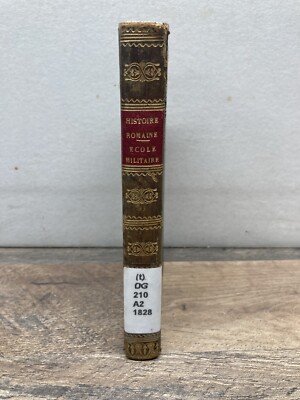 HISTOIRE
ROMAINE
ECOLE
MILITAIRE
(t)
DG
210
A2
1828